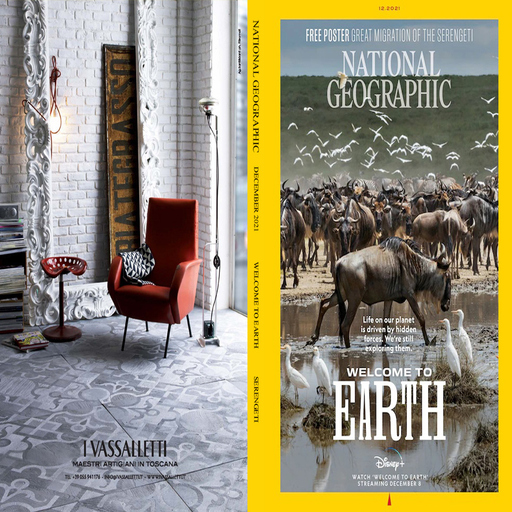 I VASSALLETTI
MAESTRI ARTIGIANI IN TOSCANA
NATIONAL GEOGRAPHIC
DECEMBER 2021
WELCOME TO EARTH
SERENGETI
12.2021
FREE POSTER GREAT MIGRATION OF THE SERENGETI
NATIONAL
GEOGRAPHIC
Life on our planet
is driven by hidden
forces. We're still
exploring them.
WELCOME TO
EARTH
Disney+
WATCH 'WELCOME TO EARTH'
STREAMING DECEMBER 8